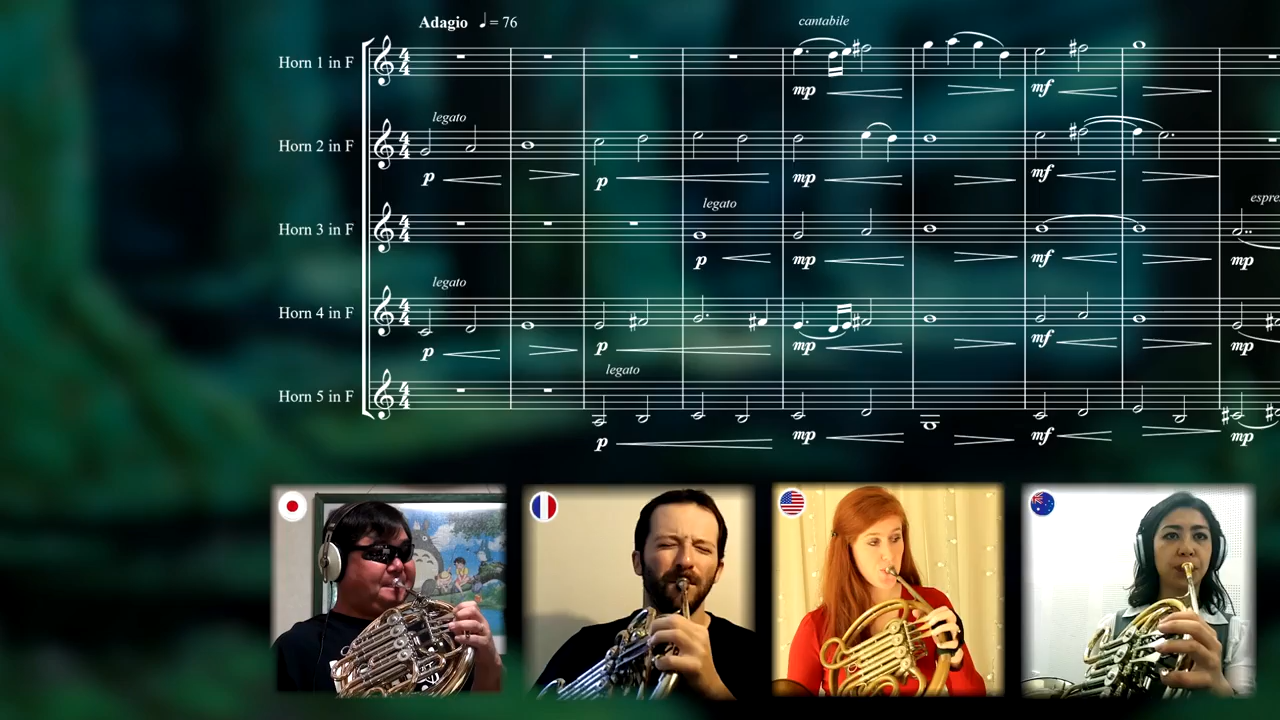 Adagio ♩ = 76
cantabile
Horn 1 in F
mp
mf
legato
Horn 2 in F
p
p
mp
mf
legato
Horn 3 in F
p
mp
mf
espre
mp
legato
Horn 4 in F
p
p
mp
mf
mp
legato
Horn 5 in F
p
mp
mf
mp